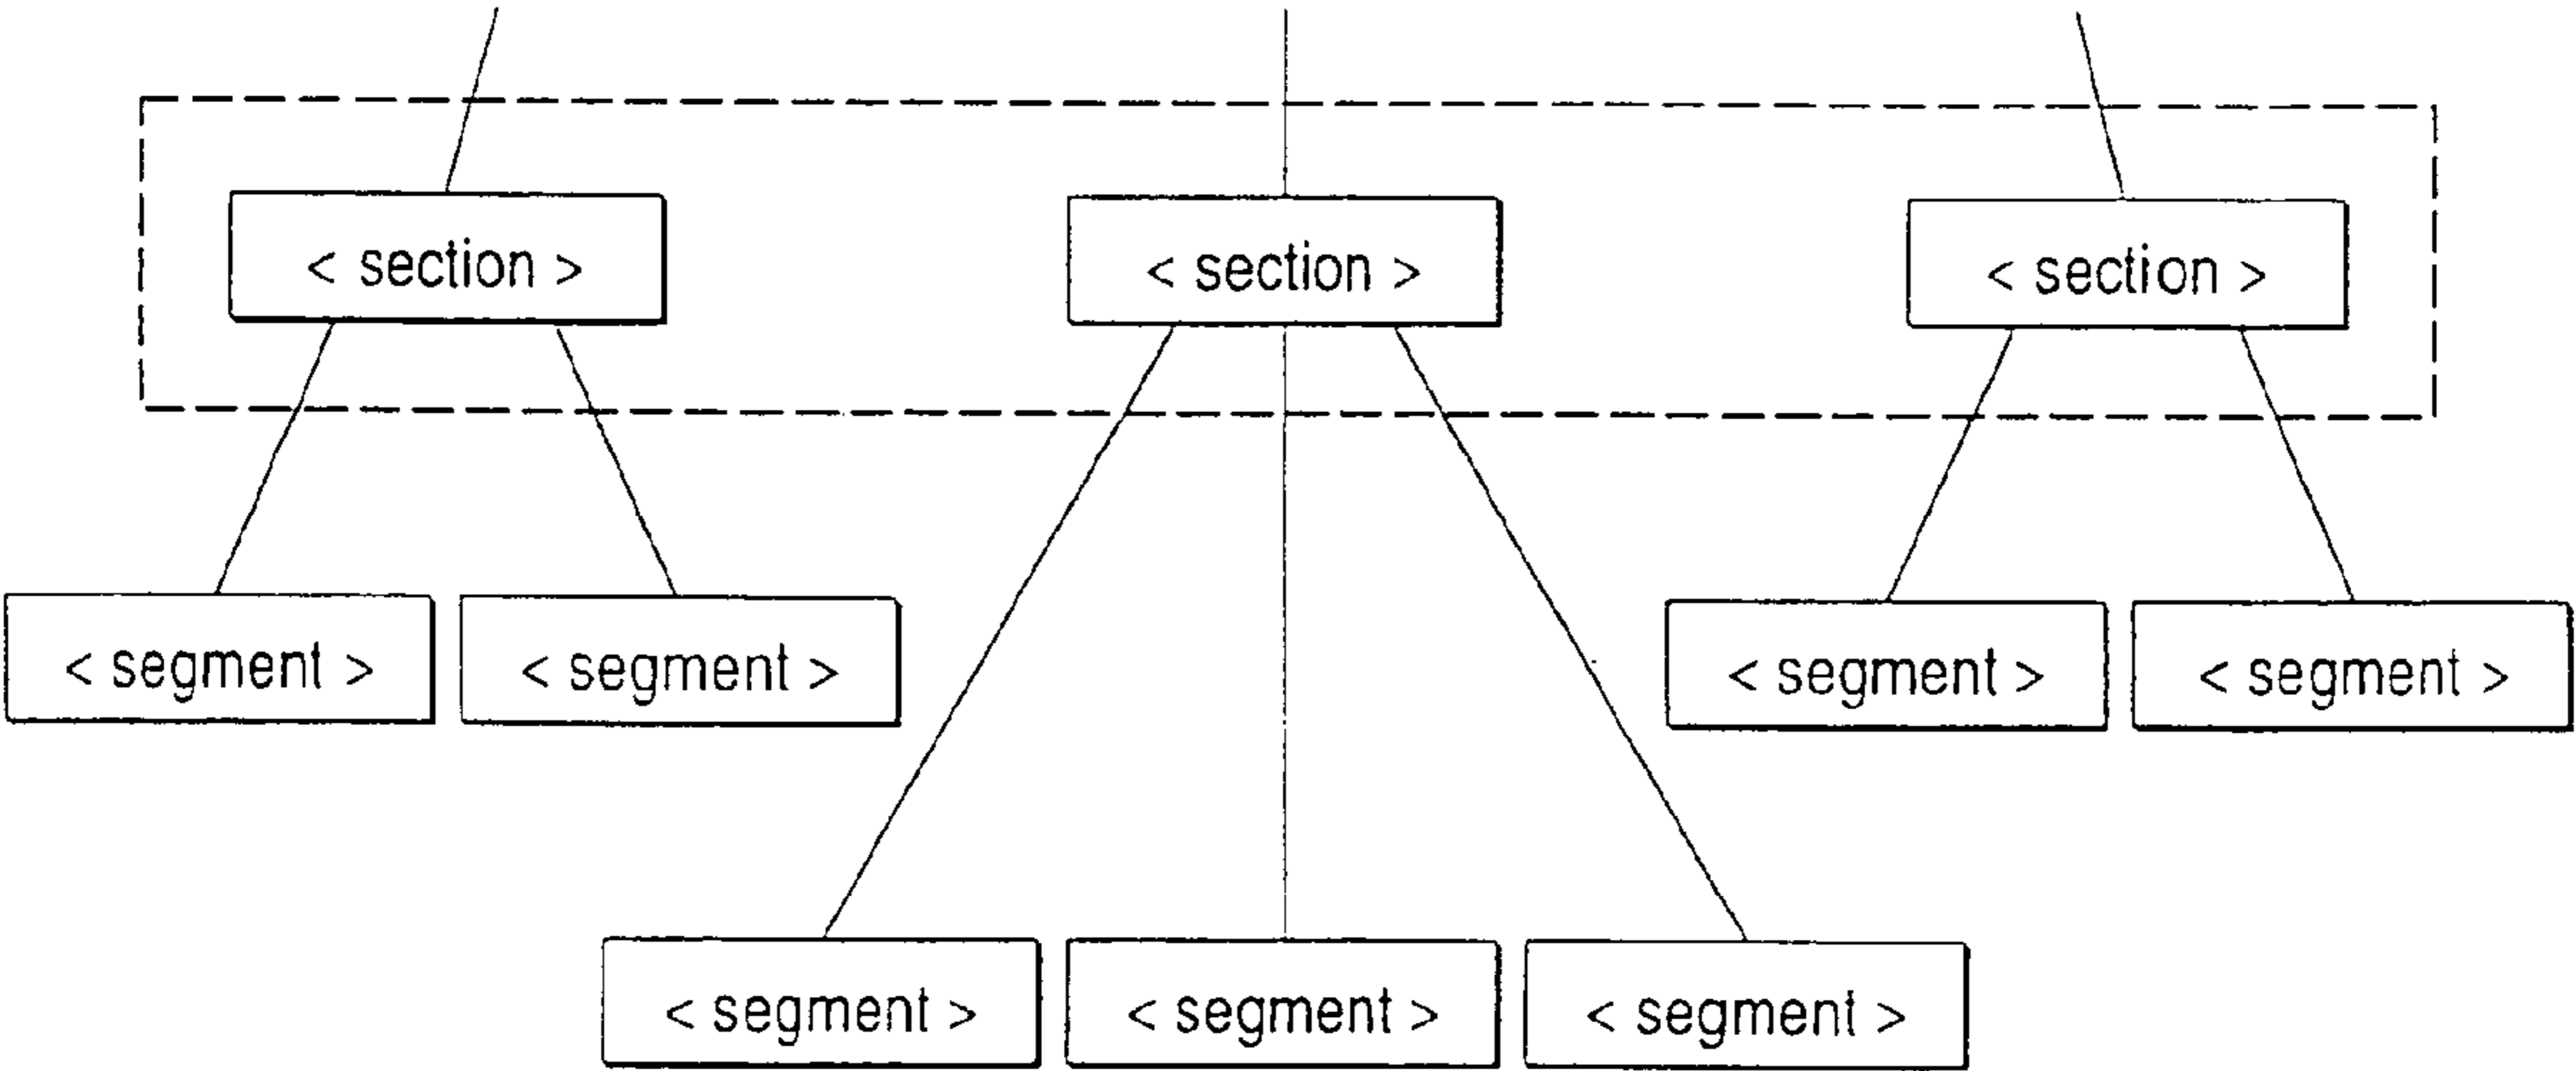 < section >
< section >
< section >
< segment >
< segment >
< segment >
< segment >
< segment >
< segment >
< segment >